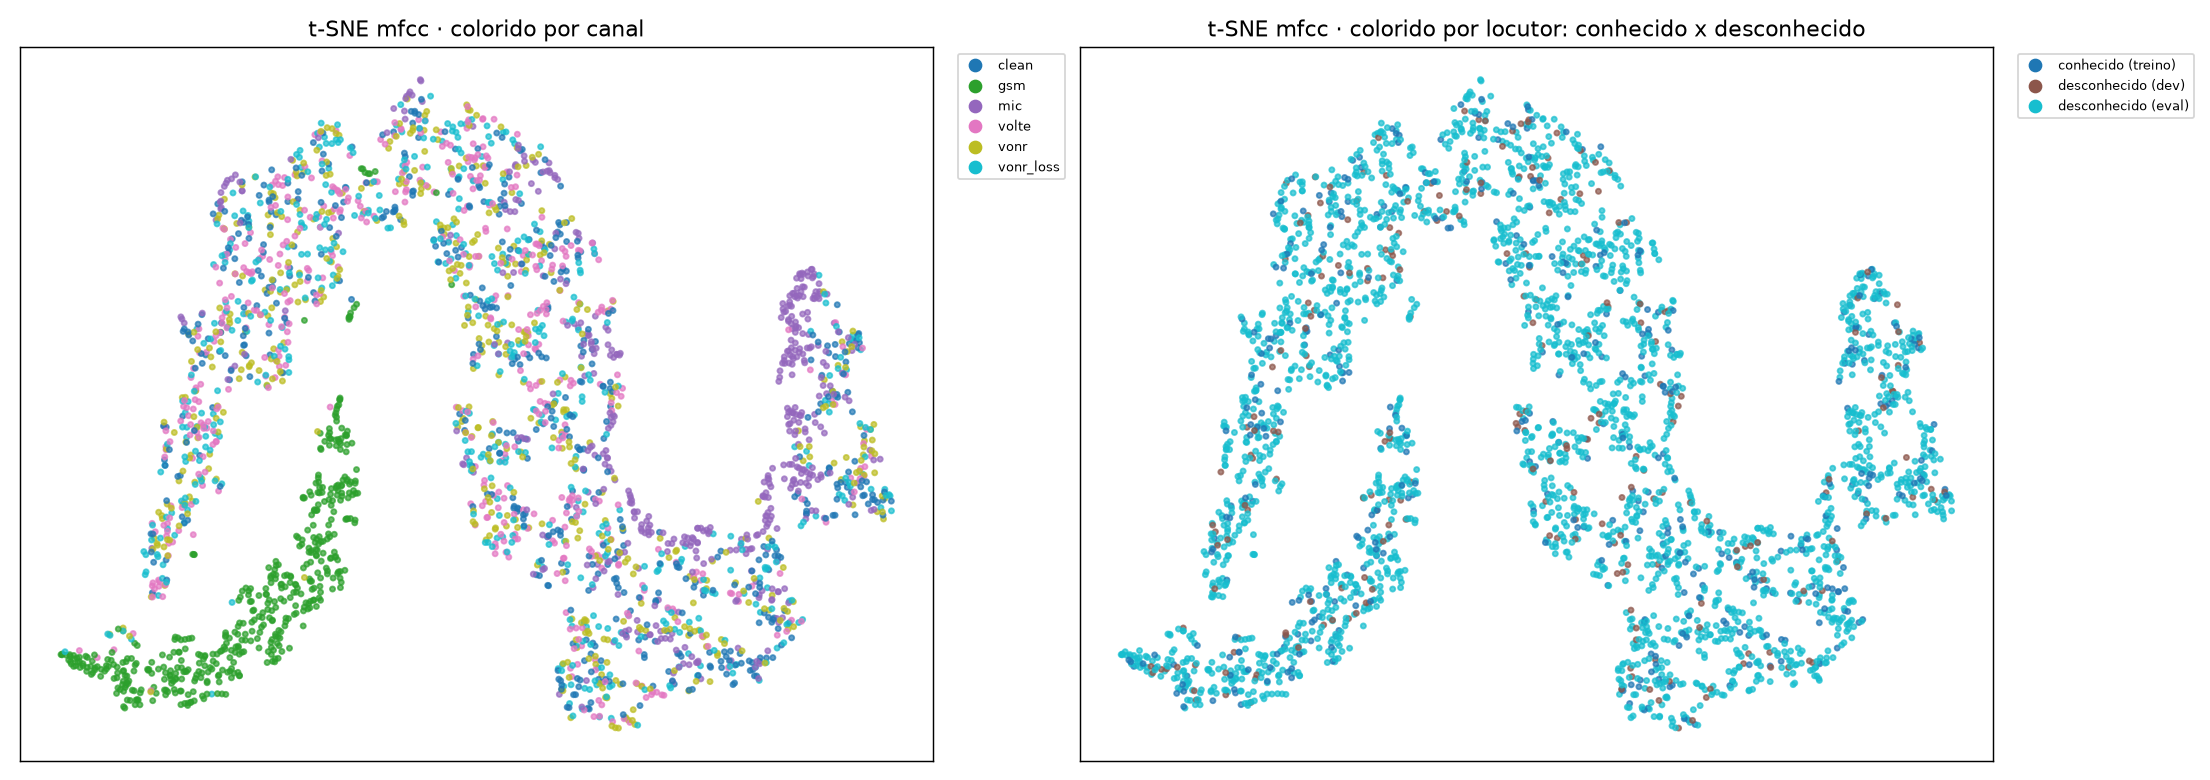 t-SNE mfcc · colorido por canal
clean
gsm
mic
volte
vonr
vonr_loss
t-SNE mfcc · colorido por locutor: conhecido x desconhecido
conhecido (treino)
desconhecido (dev)
desconhecido (eval)